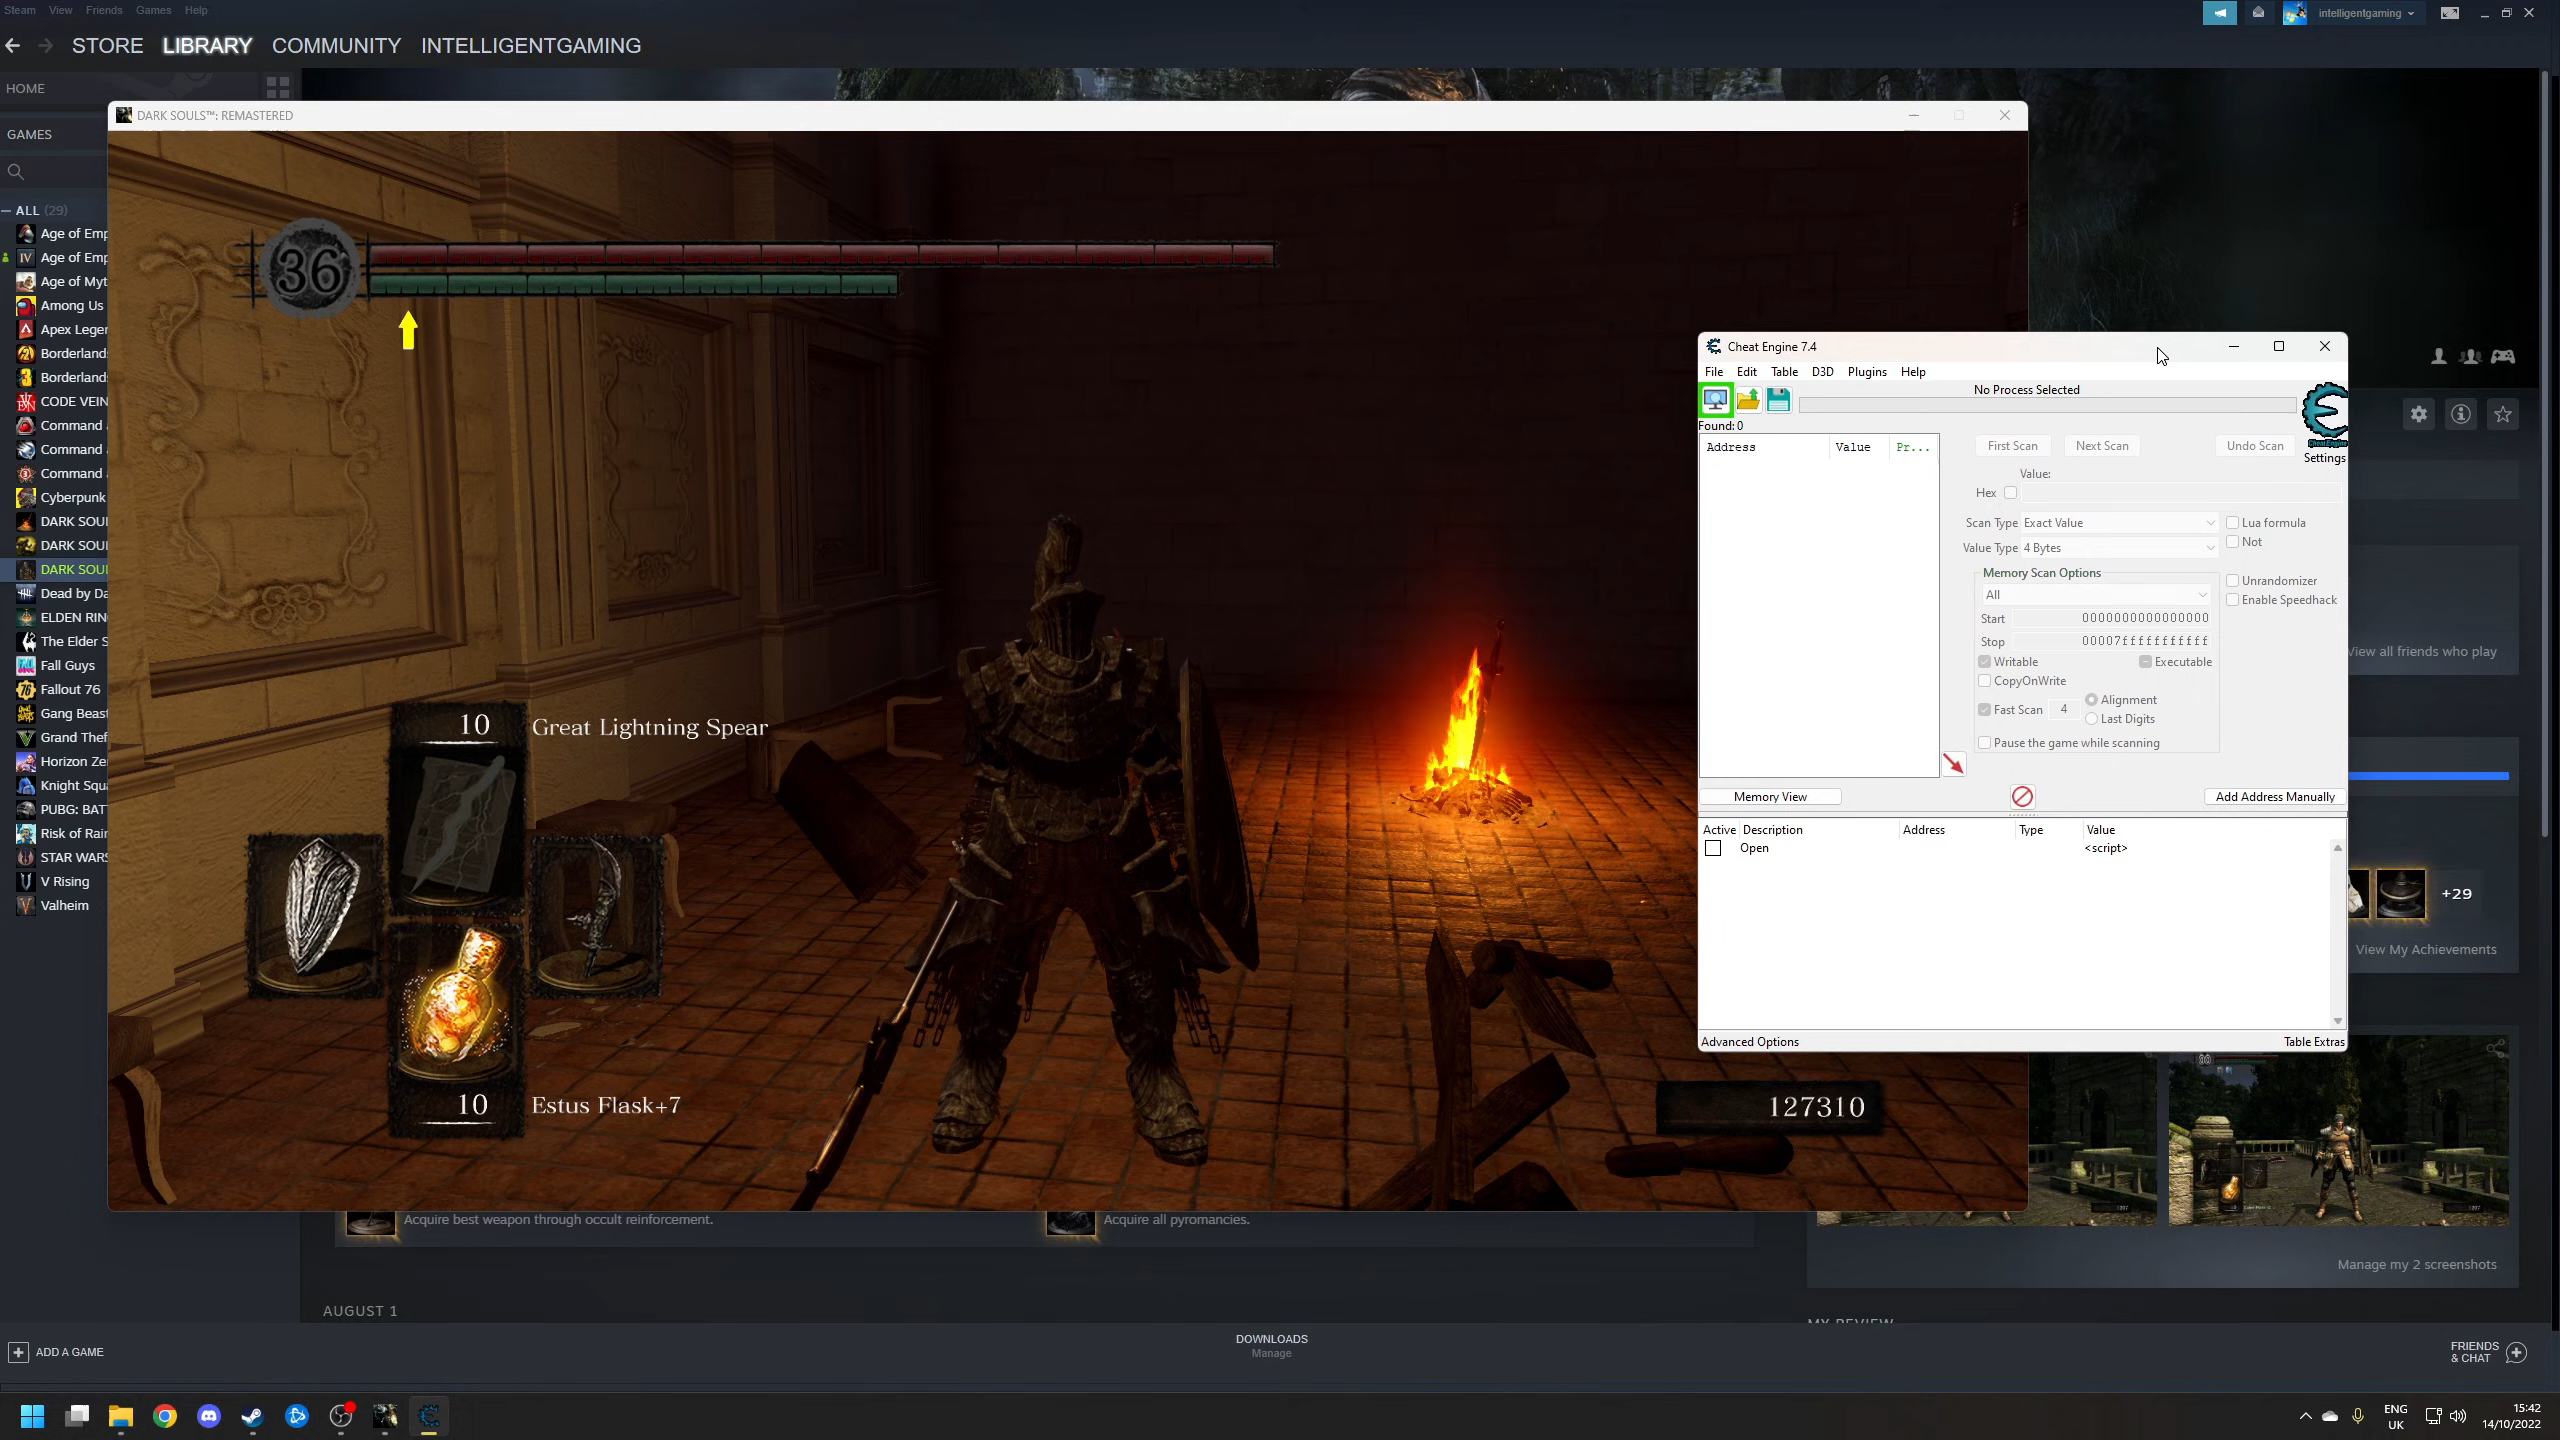 Steam View Friends Games Help
intelligentgaming
STORE LIBRARY COMMUNITY INTELLIGENTGAMING
HOME
GAMES
ALL (29)
Age of Emp
Age of Emp
Age of Myt
Among Us
Apex Leger
Borderland
Borderland
CODE VEIN
Command
Command
Command
Cyberpunk
DARK SOUL
DARK SOUL
DARK SOUL
Dead by Da
ELDEN RIN
The Elder S
Fall Guys
Fallout 76
Gang Beast
Grand Thef
Horizon Ze
Knight Squa
PUBG: BAT
Risk of Rair
STAR WARS
V Rising
Valheim
DARK SOULS™: REMASTERED
36
10 Great Lightning Spear
10 Estus Flask+7
127310
Cheat Engine 7.4
File Edit Table D3D Plugins Help
No Process Selected
Found: 0
Address Value Pr...
First Scan Next Scan Undo Scan
Settings
Value:
Hex
Scan Type Exact Value
Lua formula
Not
Value Type 4 Bytes
Memory Scan Options
All
Unrandomizer
Enable Speedhack
Start 0000000000000000
Stop 00007fffffffffff
Writable Executable
CopyOnWrite
Fast Scan 4 Alignment
Last Digits
Pause the game while scanning
Memory View Add Address Manually
Active Description Address Type Value
Open <script>
Advanced Options Table Extras
View all friends who play
+29
View My Achievements
Manage my 2 screenshots
Acquire best weapon through occult reinforcement.
Acquire all pyromancies.
AUGUST 1
MY REVIEW
ADD A GAME
DOWNLOADS
Manage
FRIENDS
& CHAT
ENG
UK
15:42
14/10/2022